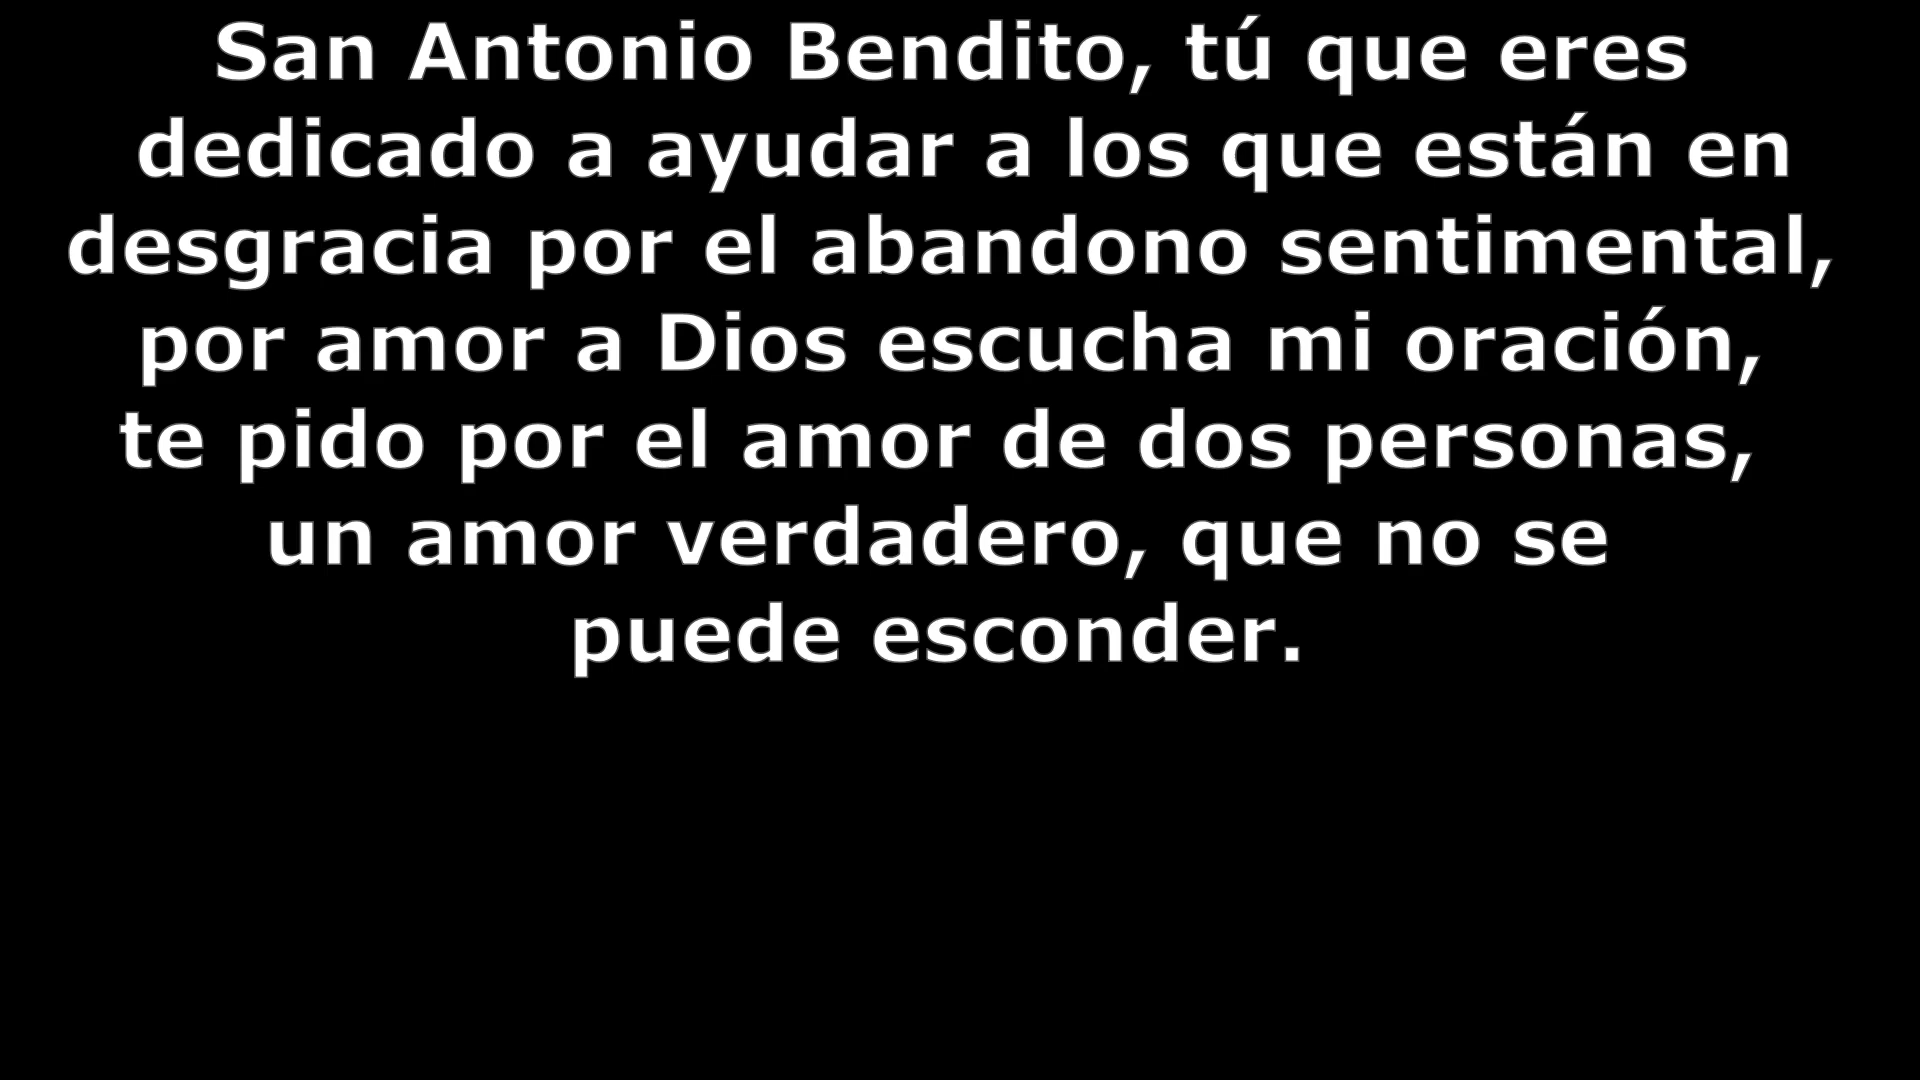 San Antonio Bendito, tú que eres
dedicado a ayudar a los que están en
desgracia por el abandono sentimental,
por amor a Dios escucha mi oración,
te pido por el amor de dos personas,
un amor verdadero, que no se
puede esconder.